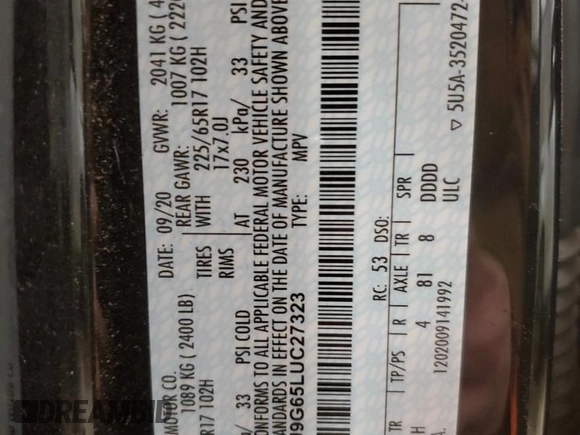 MOTOR CO.
DATE: 09/20 GVWR: 2041 KG (4
1089 KG ( 2400 LB) REAR GAWR: 1007 KG ( 222
R17 102H TIRES WITH 225/65R17 102H
RIMS 17x7.0J
/ 33 PSI COLD AT 230 kPa/ 33 PSI
ONFORMS TO ALL APPLICABLE FEDERAL MOTOR VEHICLE SAFETY AND
ANDARDS IN EFFECT ON THE DATE OF MANUFACTURE SHOWN ABOVE
9G65LUC27323 TYPE: MPV
RC: 53 DSO:
TR TP/PS R AXLE TR SPR
H 4 81 8 DDDD
A. 1202009141992 ULC
▽ 5U5A-3520472-
DREAMBID